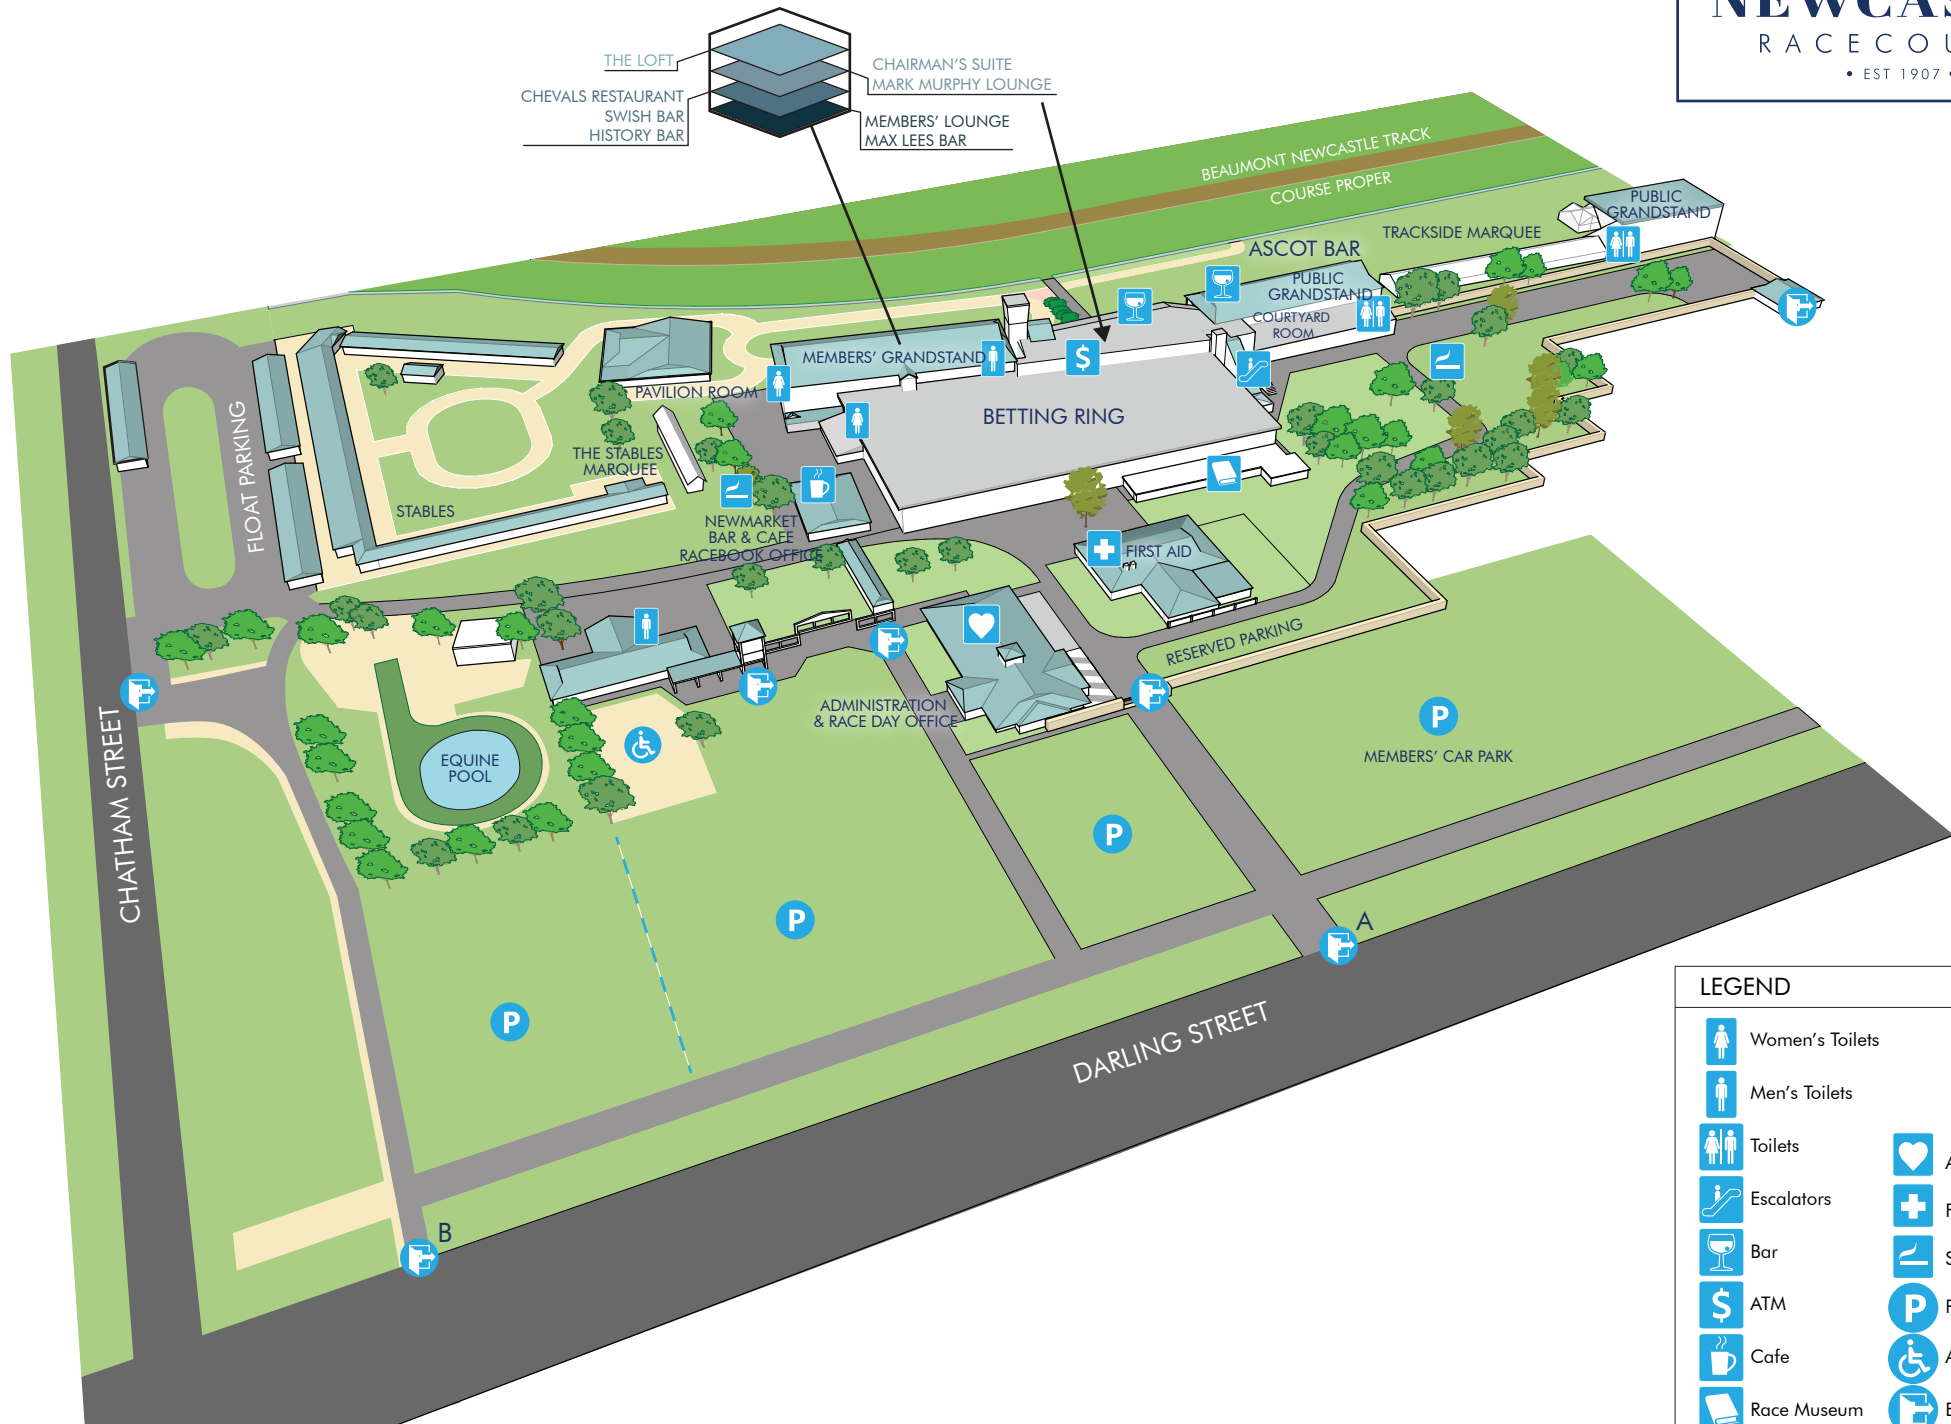 RACECOU
• EST 1907 •
THE LOFT
CHEVALS RESTAURANT
SWISH BAR
HISTORY BAR
CHAIRMAN'S SUITE
MARK MURPHY LOUNGE
MEMBERS' LOUNGE
MAX LEES BAR
BEAUMONT NEWCASTLE TRACK
COURSE PROPER
PUBLIC
GRANDSTAND
TRACKSIDE MARQUEE
ASCOT BAR
PUBLIC
GRANDSTAND
COURTYARD
ROOM
MEMBERS' GRANDSTAND
$
PAVILION ROOM
BETTING RING
THE STABLES
MARQUEE
FLOAT PARKING
STABLES
NEWMARKET
BAR & CAFE
RACEBOOK OFFICE
FIRST AID
RESERVED PARKING
ADMINISTRATION
& RACE DAY OFFICE
P
MEMBERS' CAR PARK
EQUINE
POOL
CHATHAM STREET
P
P
P
A
DARLING STREET
B
LEGEND
Women's Toilets
Men's Toilets
Toilets
Escalators
Bar
$ ATM
Cafe
Race Museum
P